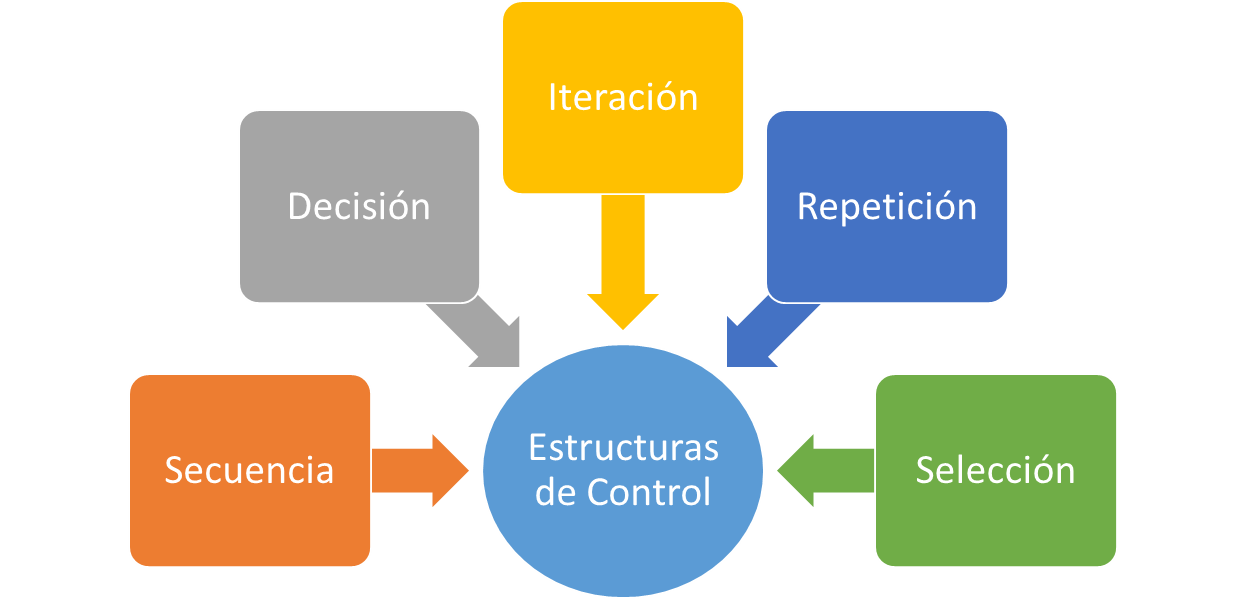 Iteración
Decisión
Repetición
Secuencia
Estructuras
de Control
Selección